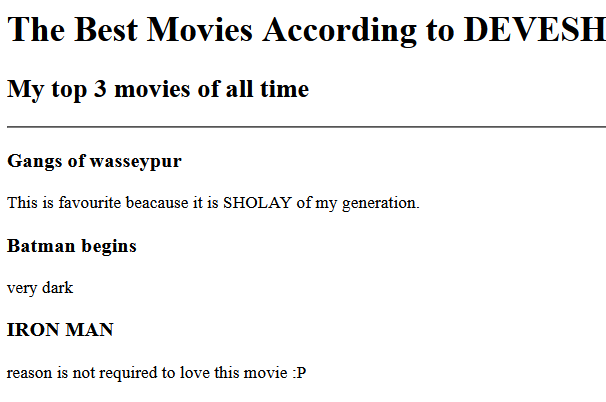 The Best Movies According to DEVESH
My top 3 movies of all time
Gangs of wasseypur
This is favourite beacause it is SHOLAY of my generation.
Batman begins
very dark
IRON MAN
reason is not required to love this movie :P